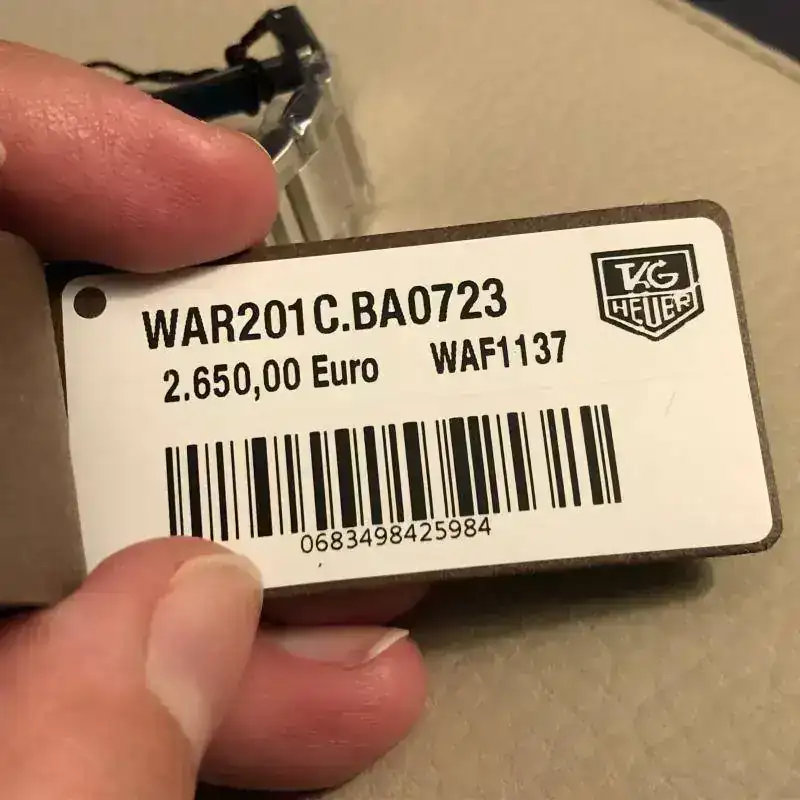 TAG
HEUER
WAR201C.BA0723
2.650,00 Euro WAF1137
0683498425984